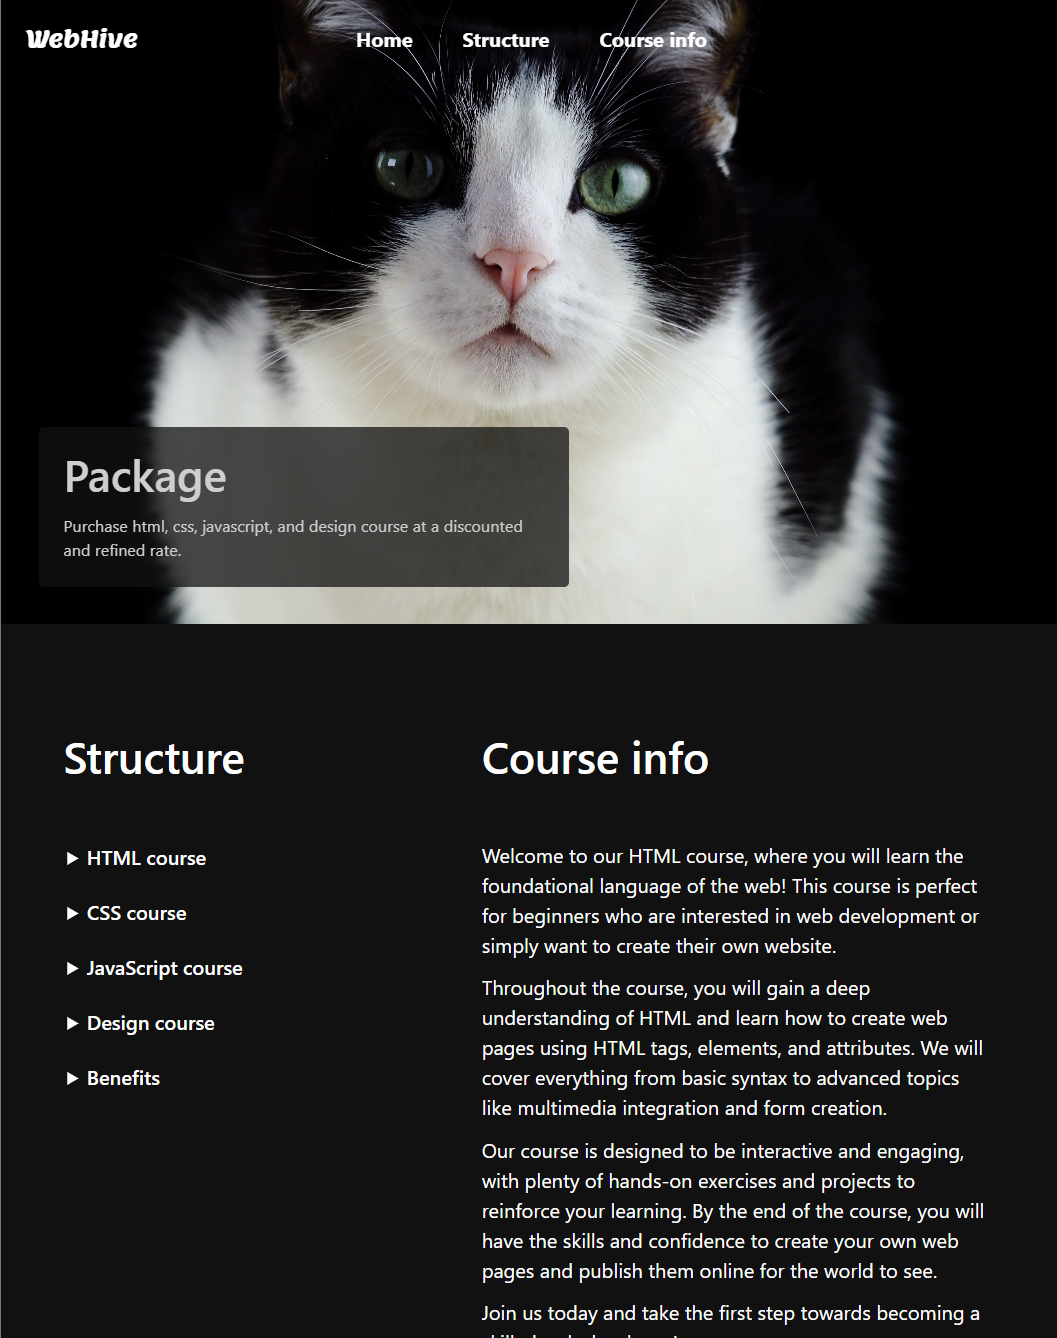 WebHive
Home Structure Course info
Package
Purchase html, css, javascript, and design course at a discounted
and refined rate.
Structure
▶ HTML course
▶ CSS course
▶ JavaScript course
▶ Design course
▶ Benefits
Course info
Welcome to our HTML course, where you will learn the
foundational language of the web! This course is perfect
for beginners who are interested in web development or
simply want to create their own website.
Throughout the course, you will gain a deep
understanding of HTML and learn how to create web
pages using HTML tags, elements, and attributes. We will
cover everything from basic syntax to advanced topics
like multimedia integration and form creation.
Our course is designed to be interactive and engaging,
with plenty of hands-on exercises and projects to
reinforce your learning. By the end of the course, you will
have the skills and confidence to create your own web
pages and publish them online for the world to see.
Join us today and take the first step towards becoming a